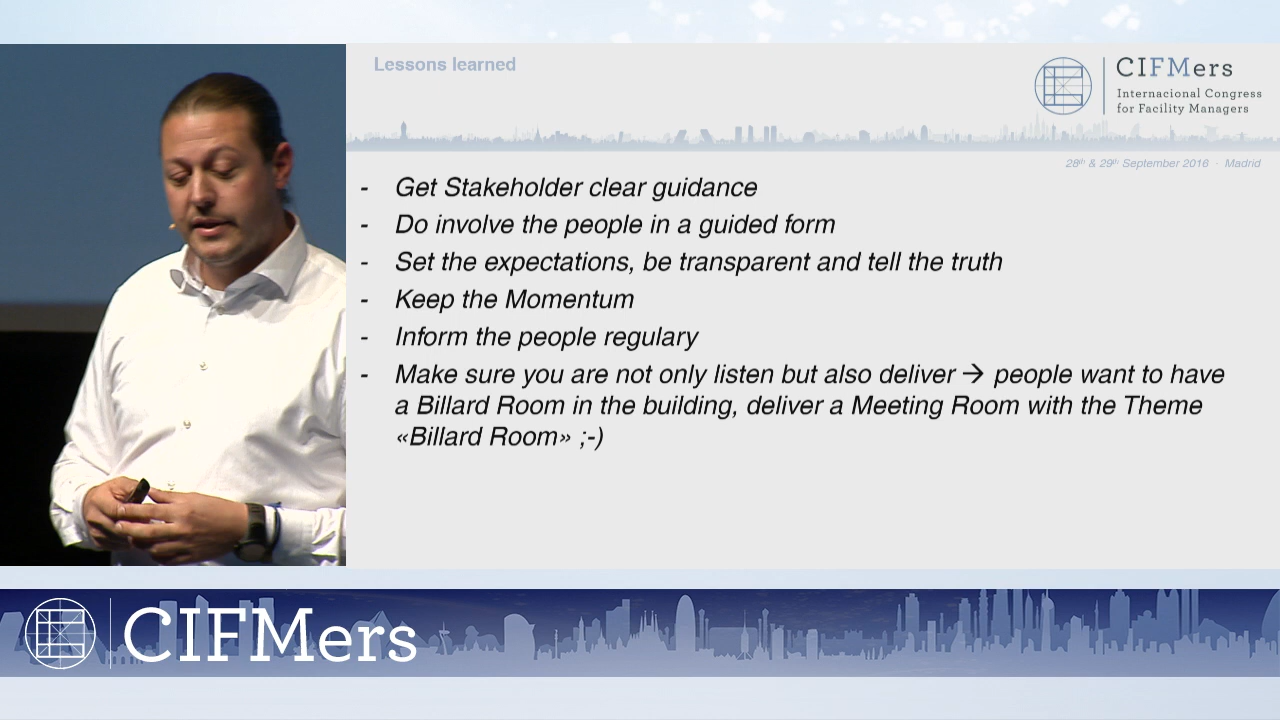 Lessons learned
CIFMers
Internacional Congress
for Facility Managers
28th & 29th September 2016 - Madrid
- Get Stakeholder clear guidance
- Do involve the people in a guided form
- Set the expectations, be transparent and tell the truth
- Keep the Momentum
- Inform the people regulary
- Make sure you are not only listen but also deliver → people want to have
a Billard Room in the building, deliver a Meeting Room with the Theme
«Billard Room» ;-)
CIFMers